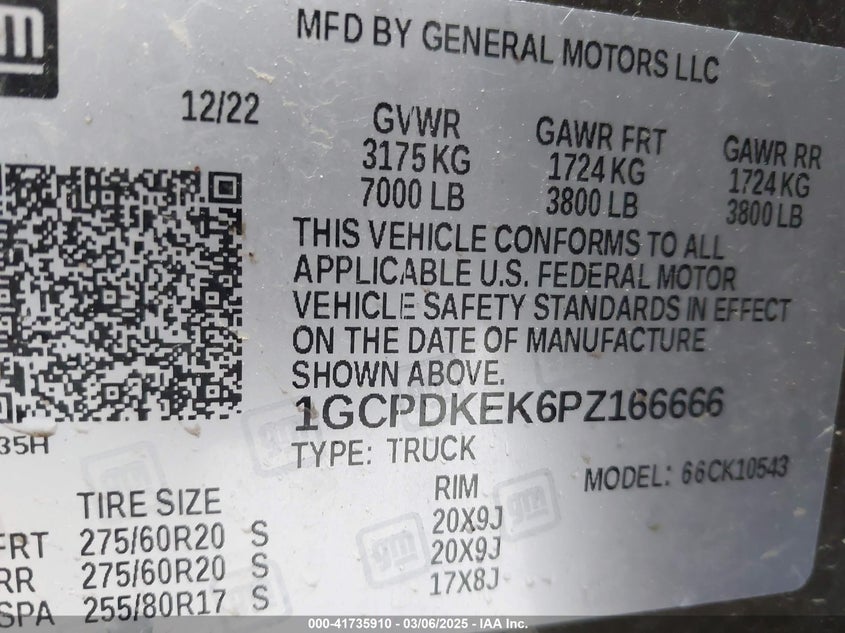 gm
MFD BY GENERAL MOTORS LLC
12/22
GVWR GAWR FRT GAWR RR
3175 KG 1724 KG 1724 KG
7000 LB 3800 LB 3800 LB
THIS VEHICLE CONFORMS TO ALL
APPLICABLE U.S. FEDERAL MOTOR
VEHICLE SAFETY STANDARDS IN EFFECT
ON THE DATE OF MANUFACTURE
SHOWN ABOVE.
1GCPDKEK6PZ166666
35H
TYPE: TRUCK
MODEL: 66CK10543
TIRE SIZE RIM
FRT 275/60R20 S 20X9J
RR 275/60R20 S 20X9J
SPA 255/80R17 S 17X8J
gm
gm
000-41735910 - 03/06/2025 - IAA Inc.